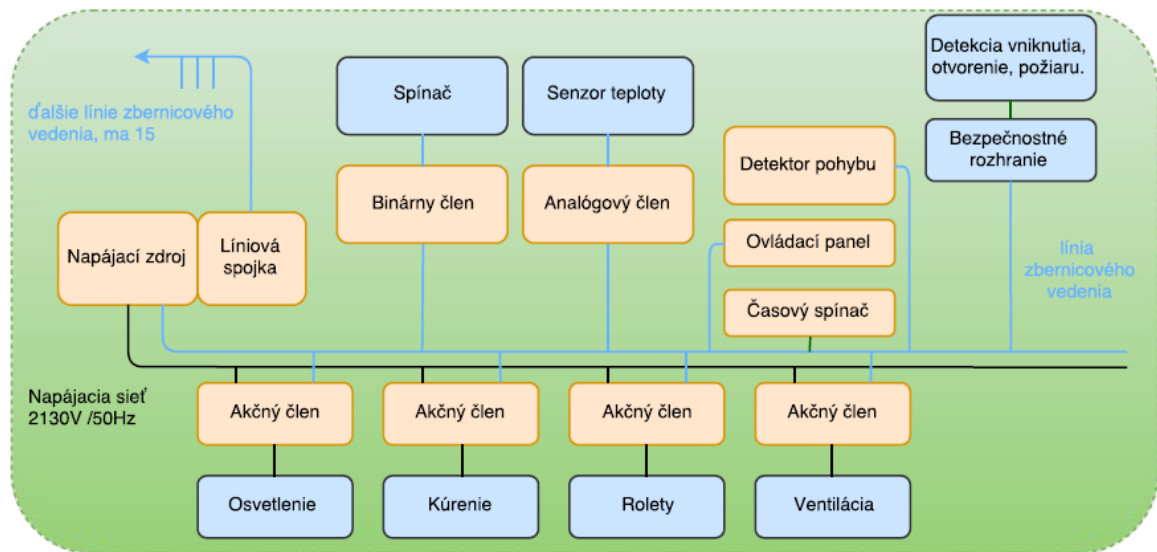 Detekcia vniknutia,
otvorenie, požiaru.
Spínač
Senzor teploty
ďalšie línie zbernicového
vedenia, ma 15
Bezpečnostné
rozhranie
Detektor pohybu
Binárny člen
Analógový člen
Napájací zdroj
Líniová
spojka
Ovládací panel
línia
zbernicového
vedenia
Časový spínač
Napájacia sieť
2130V /50Hz
Akčný člen
Akčný člen
Akčný člen
Akčný člen
Osvetlenie
Kúrenie
Rolety
Ventilácia